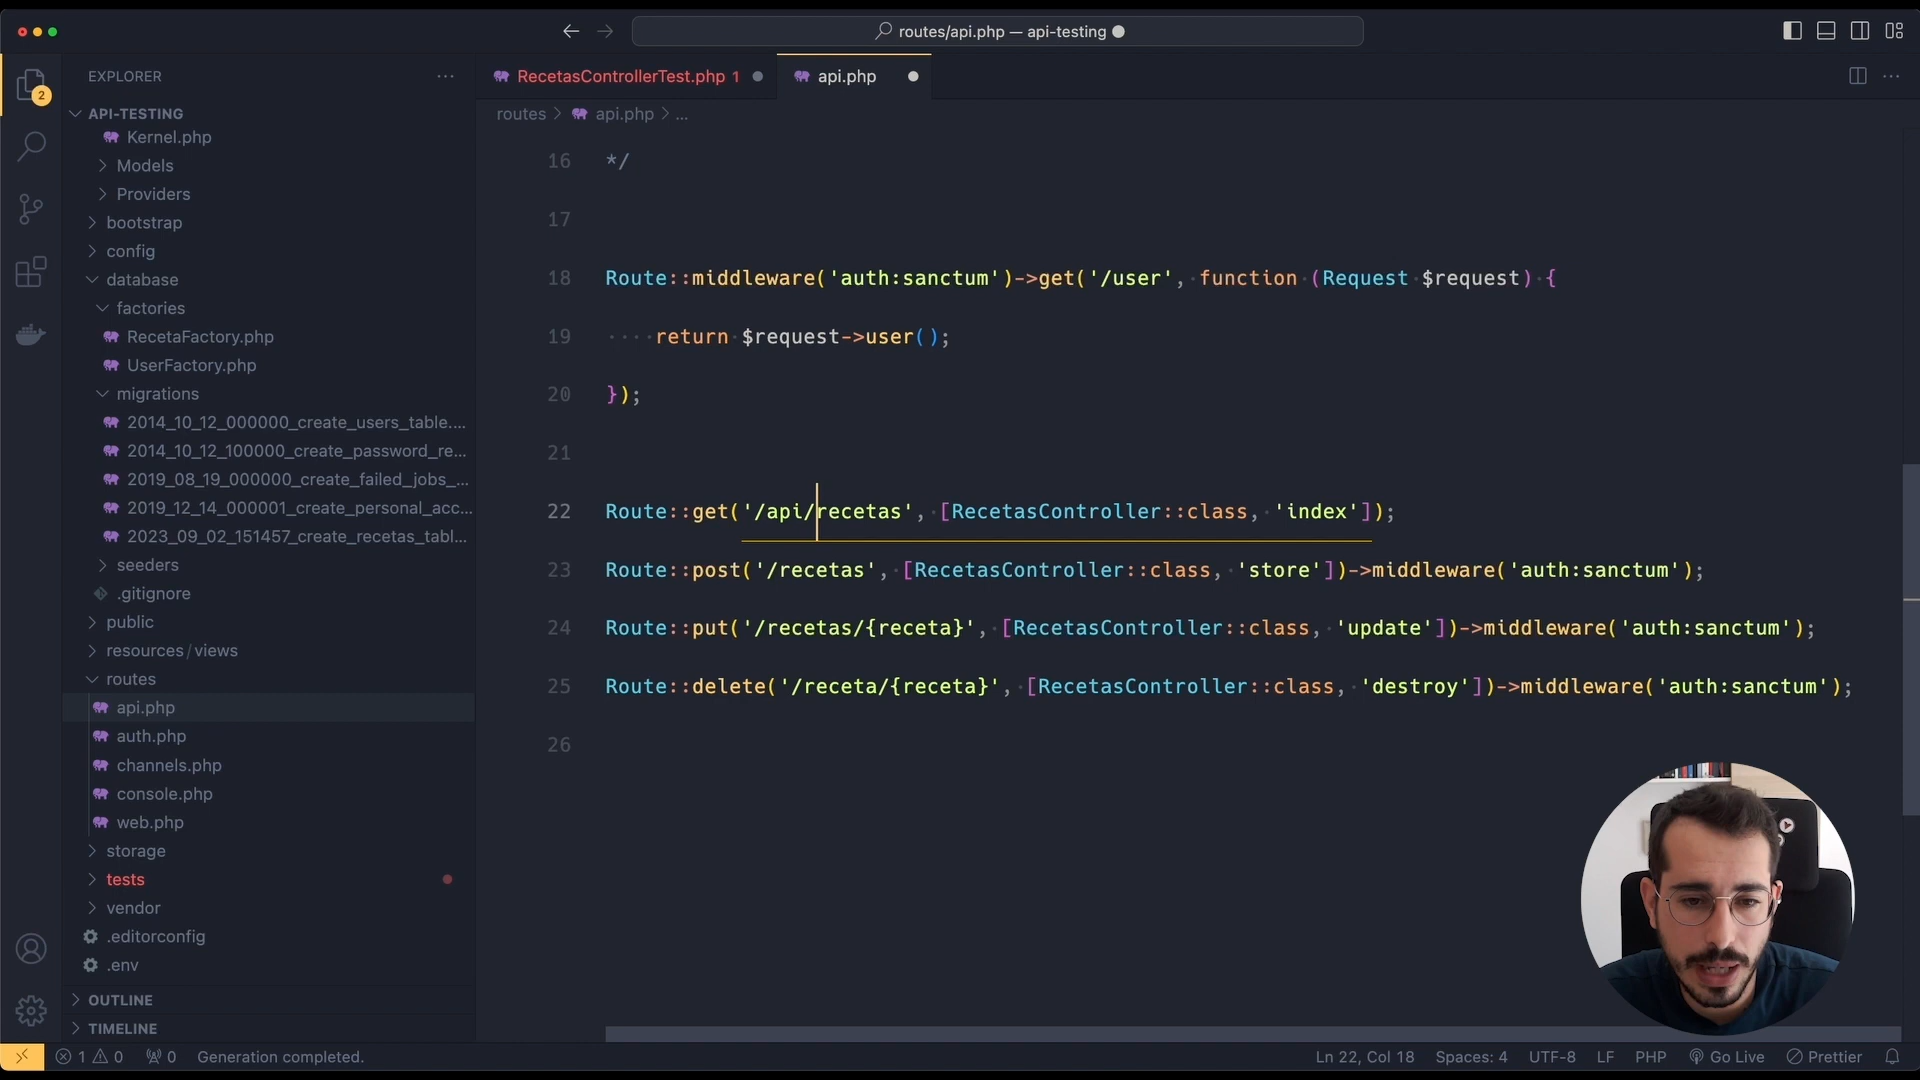 routes/api.php — api-testing
EXPLORER
RecetasControllerTest.php 1
api.php
2
API-TESTING
routes > api.php > ...
Kernel.php
Models
Providers
bootstrap
config
database
factories
RecetaFactory.php
UserFactory.php
migrations
2014_10_12_000000_create_users_table....
2014_10_12_100000_create_password_re...
2019_08_19_000000_create_failed_jobs_...
2019_12_14_000001_create_personal_acc...
2023_09_02_151457_create_recetas_tabl...
seeders
.gitignore
public
resources/views
routes
api.php
auth.php
channels.php
console.php
web.php
storage
tests
vendor
.editorconfig
.env
OUTLINE
TIMELINE
16 */
17
18 Route::middleware('auth:sanctum')->get('/user', function (Request $request) {
19 ····return $request->user();
20 });
21
22 Route::get('/api/recetas', [RecetasController::class, 'index']);
23 Route::post('/recetas', [RecetasController::class, 'store'])->middleware('auth:sanctum');
24 Route::put('/recetas/{receta}', [RecetasController::class, 'update'])->middleware('auth:sanctum');
25 Route::delete('/receta/{receta}', [RecetasController::class, 'destroy'])->middleware('auth:sanctum');
26
1 0 0 Generation completed.
Ln 22, Col 18 Spaces: 4 UTF-8 LF PHP Go Live Prettier